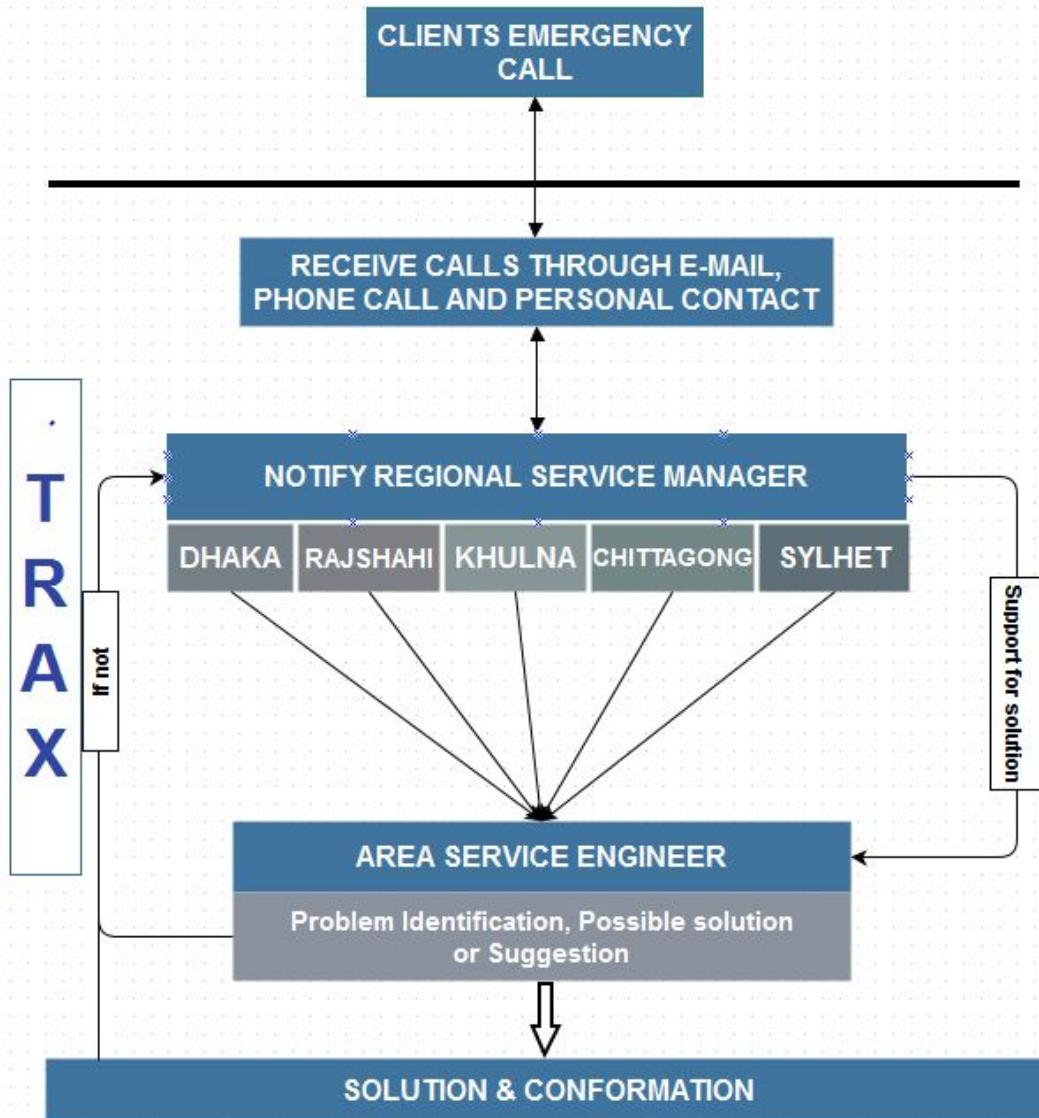 CLIENTS EMERGENCY
CALL
RECEIVE CALLS THROUGH E-MAIL,
PHONE CALL AND PERSONAL CONTACT
TRAX
NOTIFY REGIONAL SERVICE MANAGER
DHAKA
RAJSHAHI
KHULNA
CHITTAGONG
SYLHET
If not
Support for solution
AREA SERVICE ENGINEER
Problem Identification, Possible solution
or Suggestion
SOLUTION & CONFORMATION